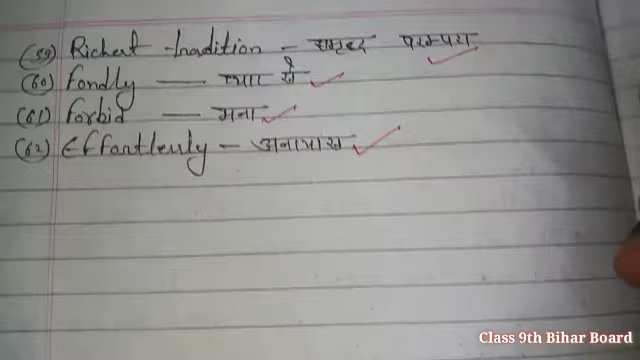 (59) Richest tradition - समृद्ध परम्परा
(60) Fondly — प्यार से
(61) Forbid — मना
(62) Effortlessly - अनायास
Class 9th Bihar Board